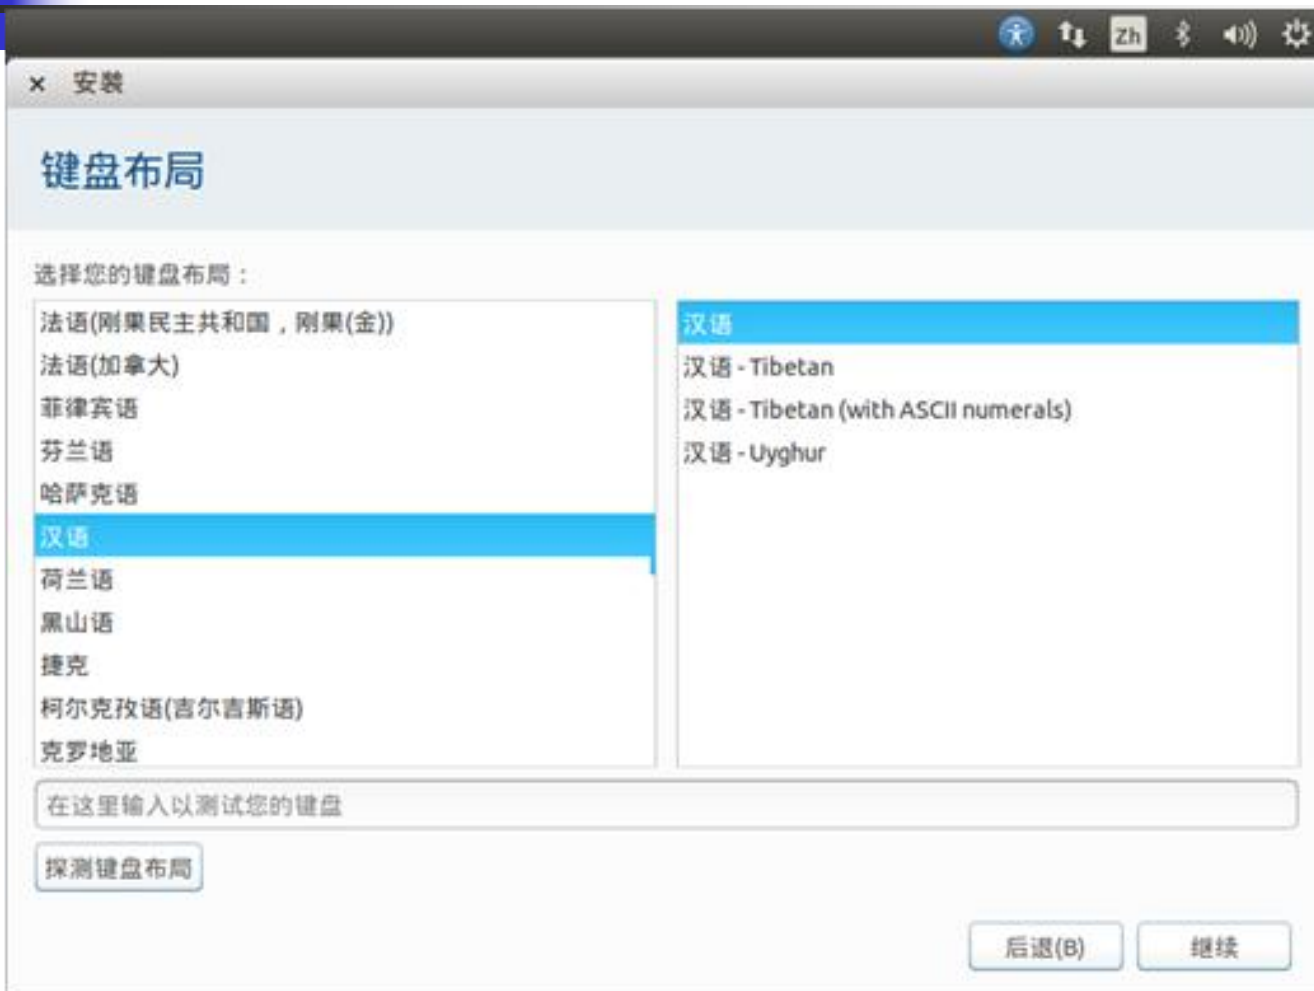 Zh
安装
键盘布局
选择您的键盘布局：
法语(刚果民主共和国，刚果(金))
法语(加拿大)
菲律宾语
芬兰语
哈萨克语
汉语
荷兰语
黑山语
捷克
柯尔克孜语(吉尔吉斯语)
克罗地亚
汉语
汉语 - Tibetan
汉语 - Tibetan (with ASCII numerals)
汉语 - Uyghur
在这里输入以测试您的键盘
探测键盘布局
后退(B)
继续